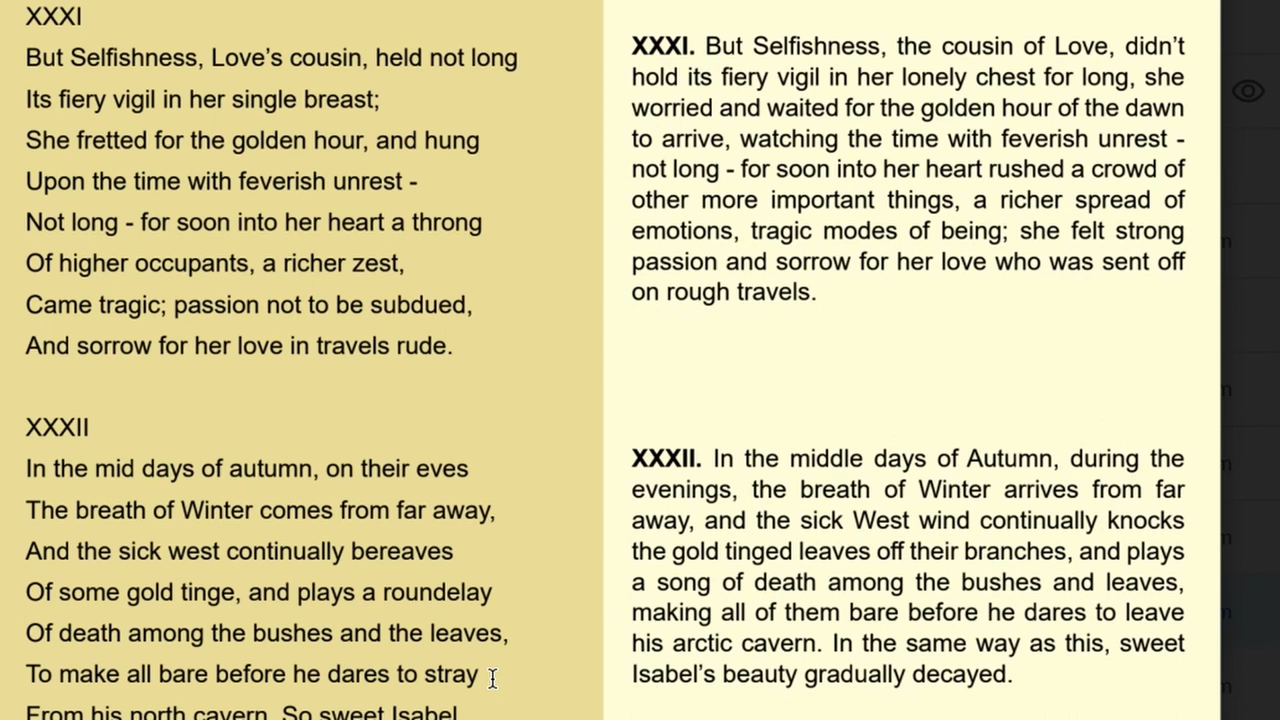 XXXI
But Selfishness, Love’s cousin, held not long
Its fiery vigil in her single breast;
She fretted for the golden hour, and hung
Upon the time with feverish unrest -
Not long - for soon into her heart a throng
Of higher occupants, a richer zest,
Came tragic; passion not to be subdued,
And sorrow for her love in travels rude.
XXXII
In the mid days of autumn, on their eves
The breath of Winter comes from far away,
And the sick west continually bereaves
Of some gold tinge, and plays a roundelay
Of death among the bushes and the leaves,
To make all bare before he dares to stray
From his north cavern. So sweet Isabel
XXXI. But Selfishness, the cousin of Love, didn’t
hold its fiery vigil in her lonely chest for long, she
worried and waited for the golden hour of the dawn
to arrive, watching the time with feverish unrest -
not long - for soon into her heart rushed a crowd of
other more important things, a richer spread of
emotions, tragic modes of being; she felt strong
passion and sorrow for her love who was sent off
on rough travels.
XXXII. In the middle days of Autumn, during the
evenings, the breath of Winter arrives from far
away, and the sick West wind continually knocks
the gold tinged leaves off their branches, and plays
a song of death among the bushes and leaves,
making all of them bare before he dares to leave
his arctic cavern. In the same way as this, sweet
Isabel’s beauty gradually decayed.